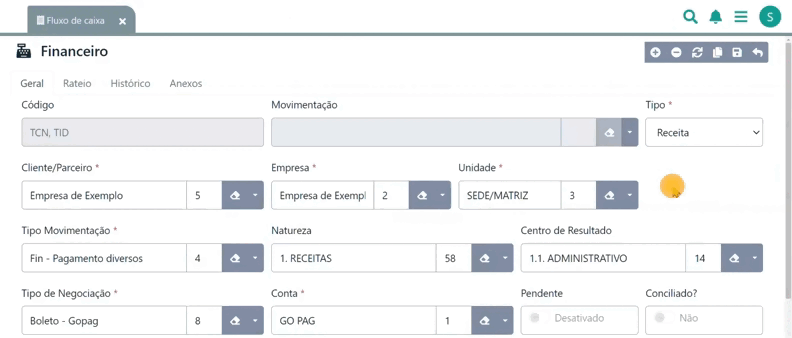 Fluxo de caixa
S
Financeiro
Geral Rateio Histórico Anexos
Código Movimentação Tipo *
TCN, TID Receita
Cliente/Parceiro * Empresa * Unidade *
Empresa de Exemplo 5 Empresa de Exempl 2 SEDE/MATRIZ 3
Tipo Movimentação * Natureza Centro de Resultado
Fin - Pagamento diversos 4 1. RECEITAS 58 1.1. ADMINISTRATIVO 14
Tipo de Negociação * Conta * Pendente Conciliado?
Boleto - Gopag 8 GO PAG 1 Desativado Não